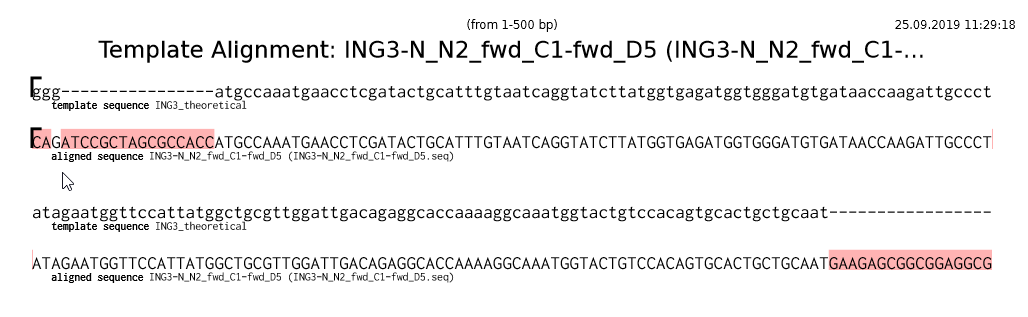 (from 1-500 bp)
25.09.2019 11:29:18
Template Alignment: ING3-N_N2_fwd_C1-fwd_D5 (ING3-N_N2_fwd_C1-...
ggg----------------atgccaaatgaacctcgatactgcatttgtaatcaggtatcttatggtgagatggtgggatgtgataaccaagattgccct
template sequence ING3_theoretical
CAGATCCGCTAGCGCCACCATGCCAAATGAACCTCGATACTGCATTTGTAATCAGGTATCTTATGGTGAGATGGTGGGATGTGATAACCAAGATTGCCCT
aligned sequence ING3-N_N2_fwd_C1-fwd_D5 (ING3-N_N2_fwd_C1-fwd_D5.seq)
atagaatggttccattatggctgcgttggattgacagaggcaccaaaaggcaaatggtactgtccacagtgcactgctgcaat-----------------
template sequence ING3_theoretical
ATAGAATGGTTCCATTATGGCTGCGTTGGATTGACAGAGGCACCAAAAGGCAAATGGTACTGTCCACAGTGCACTGCTGCAATGAAGAGCGGCGGAGGCG
aligned sequence ING3-N_N2_fwd_C1-fwd_D5 (ING3-N_N2_fwd_C1-fwd_D5.seq)